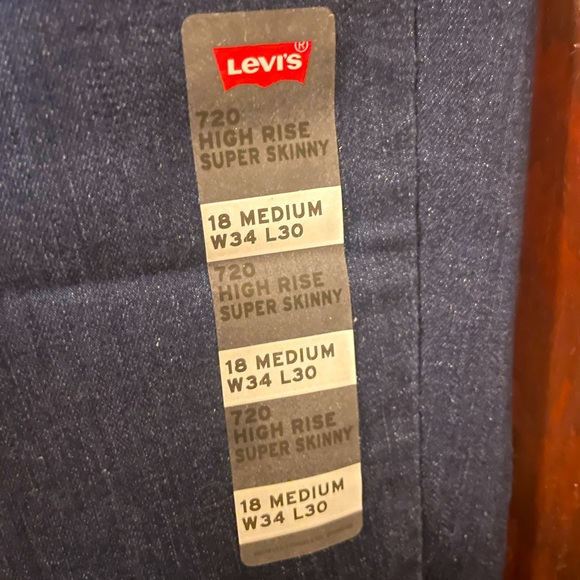 Levi's®
720
HIGH RISE
SUPER SKINNY
18 MEDIUM
W34 L30
720
HIGH RISE
SUPER SKINNY
18 MEDIUM
W34 L30
720
HIGH RISE
SUPER SKINNY
18 MEDIUM
W34 L30